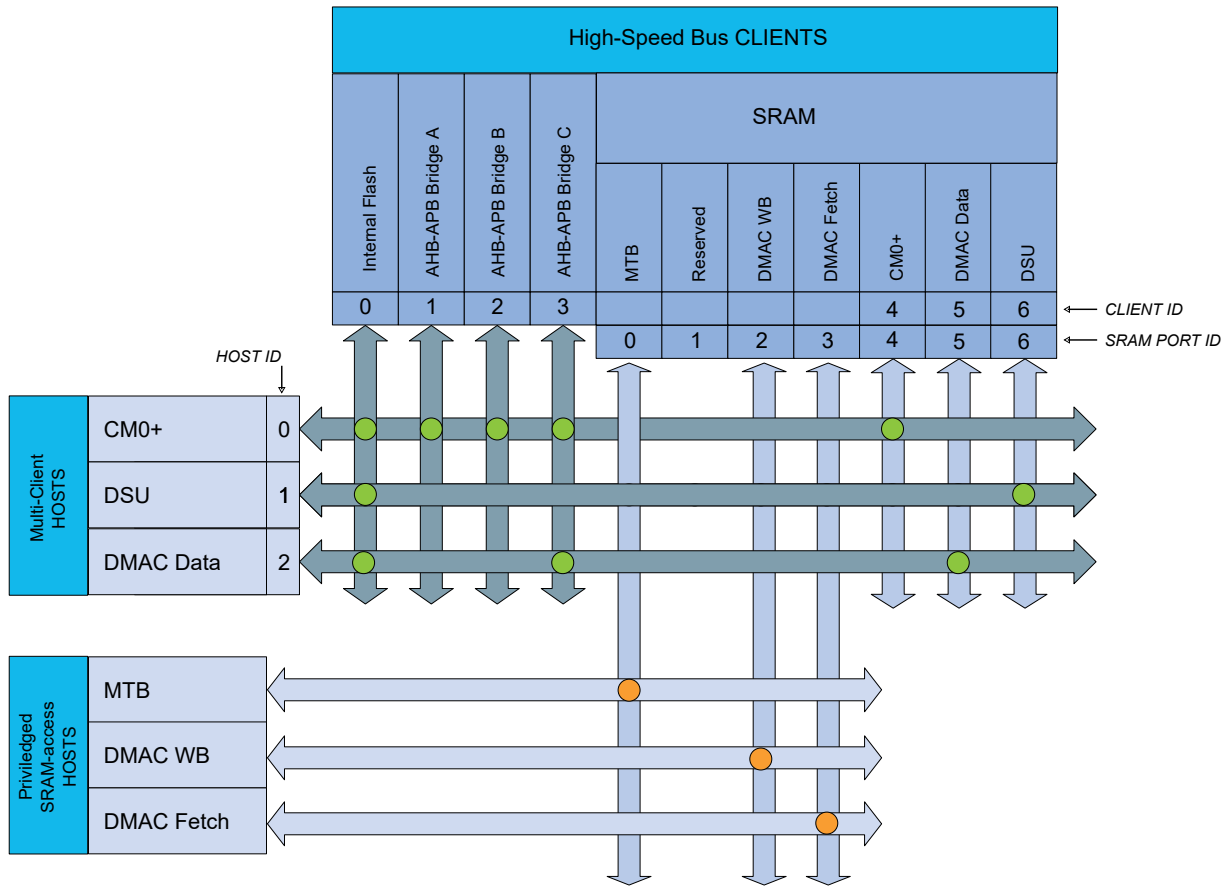 High-Speed Bus CLIENTS
SRAM
Internal Flash
AHB-APB Bridge A
AHB-APB Bridge B
AHB-APB Bridge C
MTB
Reserved
DMAC WB
DMAC Fetch
CM0+
DMAC Data
DSU
0 1 2 3 4 5 6 CLIENT ID
0 1 2 3 4 5 6 SRAM PORT ID
HOST ID
Multi-Client
HOSTS
CM0+ 0
DSU 1
DMAC Data 2
Priviledged
SRAM-access
HOSTS
MTB
DMAC WB
DMAC Fetch